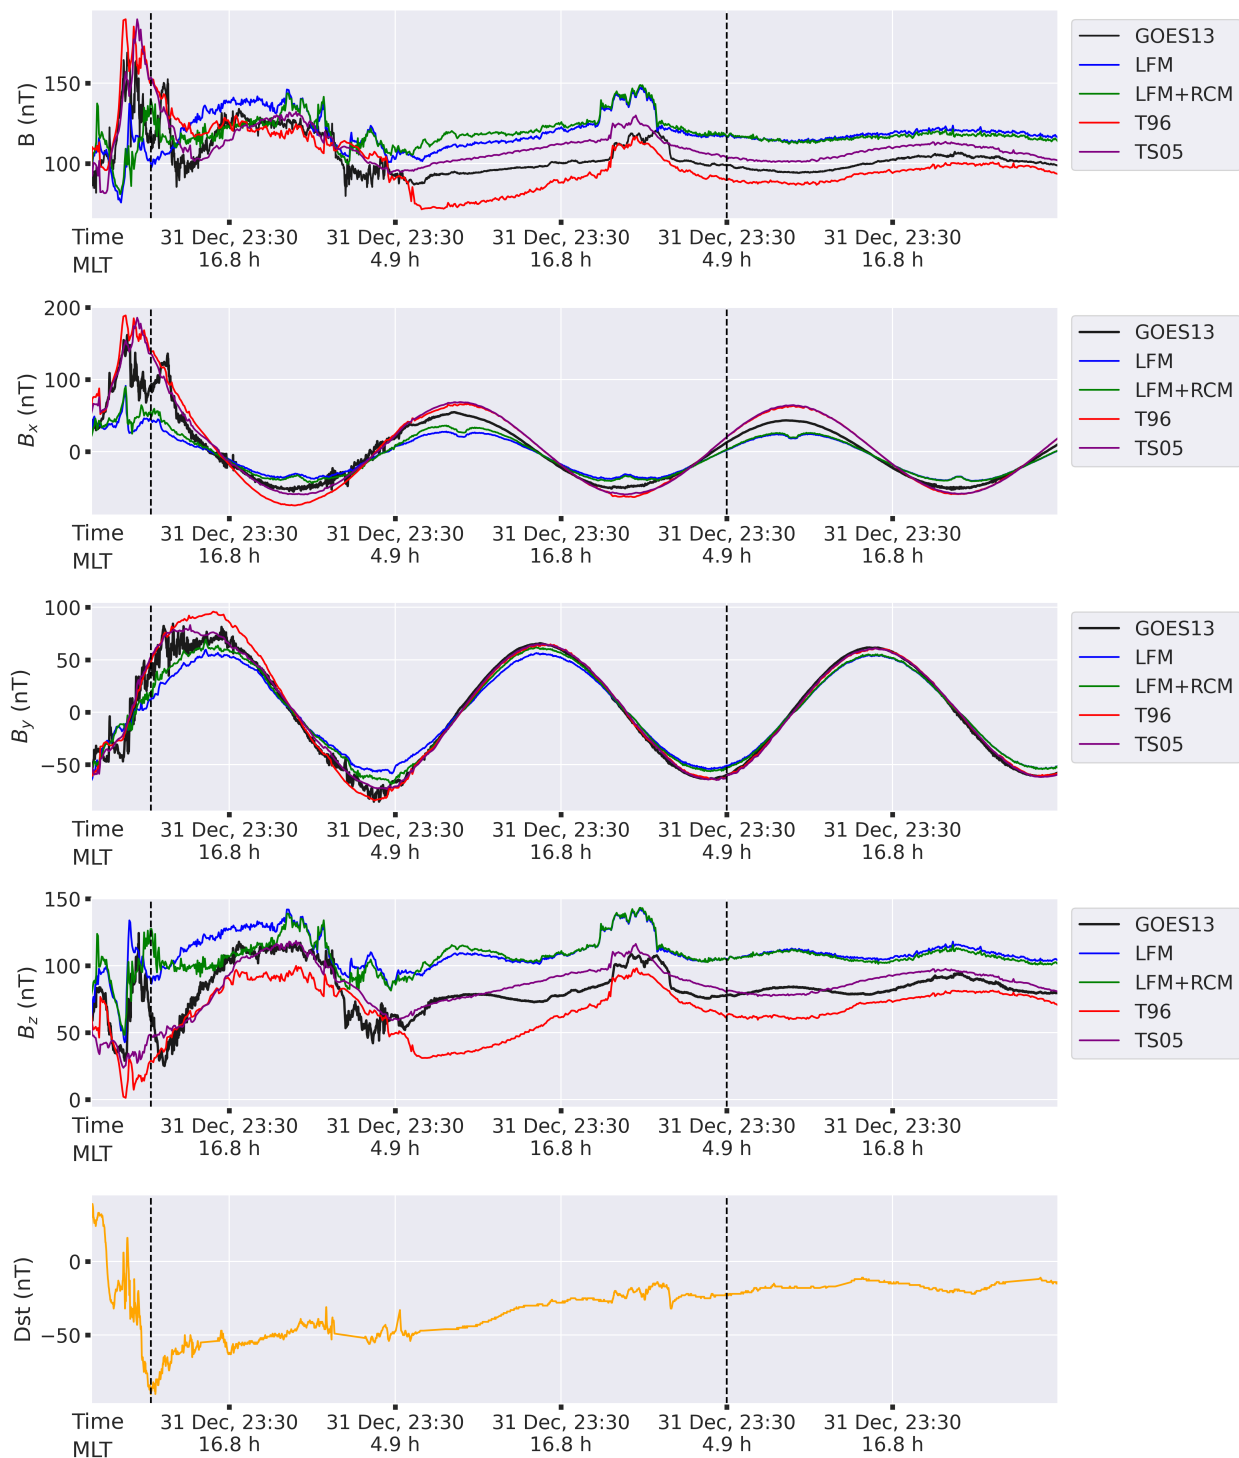 B (nT)
150
100
GOES13
LFM
LFM+RCM
T96
TS05
Time 31 Dec, 23:30 31 Dec, 23:30 31 Dec, 23:30 31 Dec, 23:30 31 Dec, 23:30
MLT 16.8 h 4.9 h 16.8 h 4.9 h 16.8 h
Bx (nT)
200
100
0
GOES13
LFM
LFM+RCM
T96
TS05
Time 31 Dec, 23:30 31 Dec, 23:30 31 Dec, 23:30 31 Dec, 23:30 31 Dec, 23:30
MLT 16.8 h 4.9 h 16.8 h 4.9 h 16.8 h
By (nT)
100
50
0
−50
GOES13
LFM
LFM+RCM
T96
TS05
Time 31 Dec, 23:30 31 Dec, 23:30 31 Dec, 23:30 31 Dec, 23:30 31 Dec, 23:30
MLT 16.8 h 4.9 h 16.8 h 4.9 h 16.8 h
Bz (nT)
150
100
50
0
GOES13
LFM
LFM+RCM
T96
TS05
Time 31 Dec, 23:30 31 Dec, 23:30 31 Dec, 23:30 31 Dec, 23:30 31 Dec, 23:30
MLT 16.8 h 4.9 h 16.8 h 4.9 h 16.8 h
Dst (nT)
0
−50
Time 31 Dec, 23:30 31 Dec, 23:30 31 Dec, 23:30 31 Dec, 23:30 31 Dec, 23:30
MLT 16.8 h 4.9 h 16.8 h 4.9 h 16.8 h